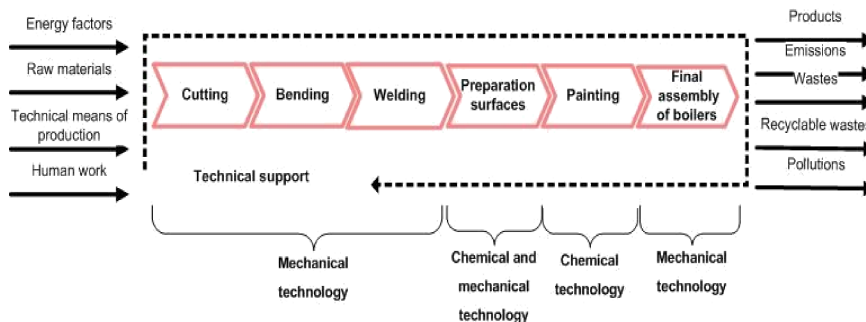 Energy factors
Raw materials
Technical means of
production
Human work
Cutting
Bending
Welding
Preparation
surfaces
Painting
Final
assembly
of boilers
Technical support
Products
Emissions
Wastes
Recyclable wastes
Pollutions
Mechanical
technology
Chemical and
mechanical
technology
Chemical
technology
Mechanical
technology